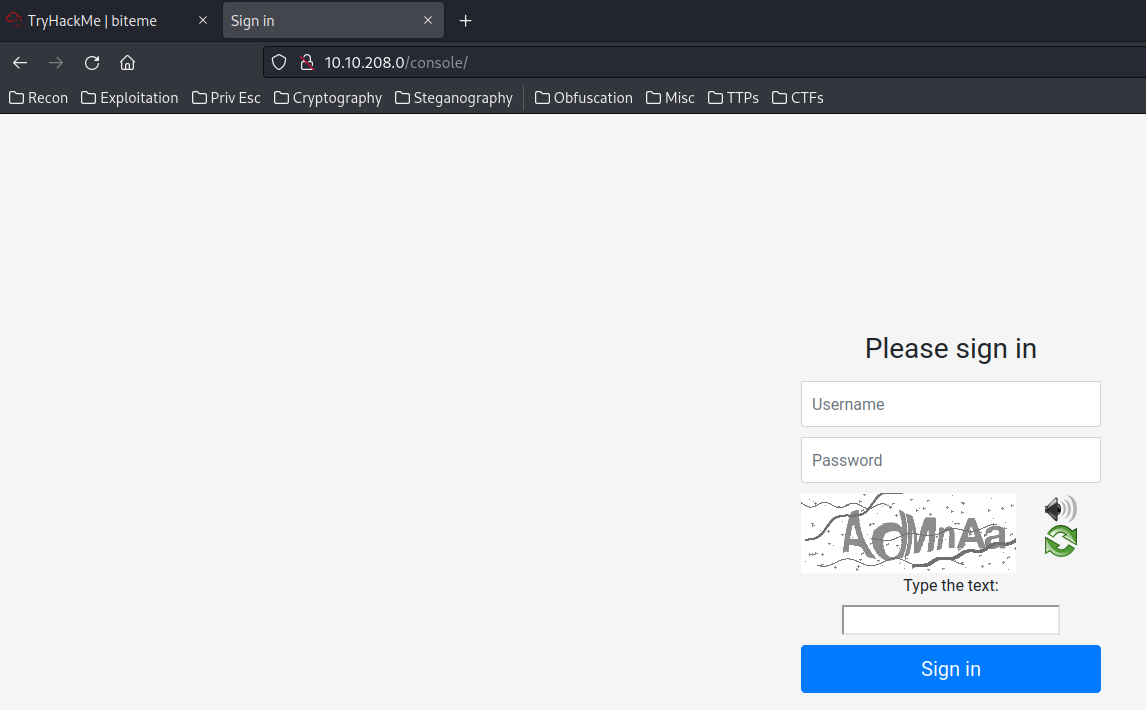 TryHackMe | biteme
Sign in
10.10.208.0/console/
Recon Exploitation Priv Esc Cryptography Steganography Obfuscation Misc TTPs CTFs
Please sign in
Username
Password
Type the text:
Sign in